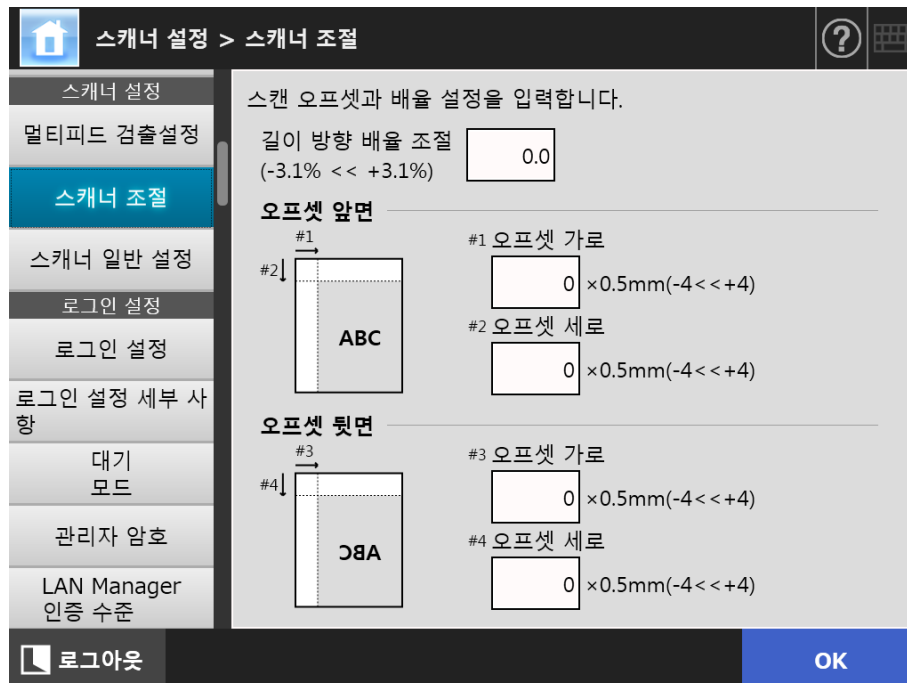 스캐너 설정 > 스캐너 조절
?
스캐너 설정
멀티피드 검출설정
스캐너 조절
스캐너 일반 설정
로그인 설정
로그인 설정
로그인 설정 세부 사
항
대기
모드
관리자 암호
LAN Manager
인증 수준
스캔 오프셋과 배율 설정을 입력합니다.
길이 방향 배율 조절
(-3.1% << +3.1%)
0.0
오프셋 앞면
#1
#2
ABC
#1 오프셋 가로
0 ×0.5mm(-4<<+4)
#2 오프셋 세로
0 ×0.5mm(-4<<+4)
오프셋 뒷면
#3
#4
ABC
#3 오프셋 가로
0 ×0.5mm(-4<<+4)
#4 오프셋 세로
0 ×0.5mm(-4<<+4)
로그아웃
OK